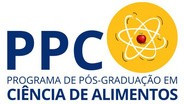 PPC
PROGRAMA DE PÓS-GRADUAÇÃO EM
CIÊNCIA DE ALIMENTOS